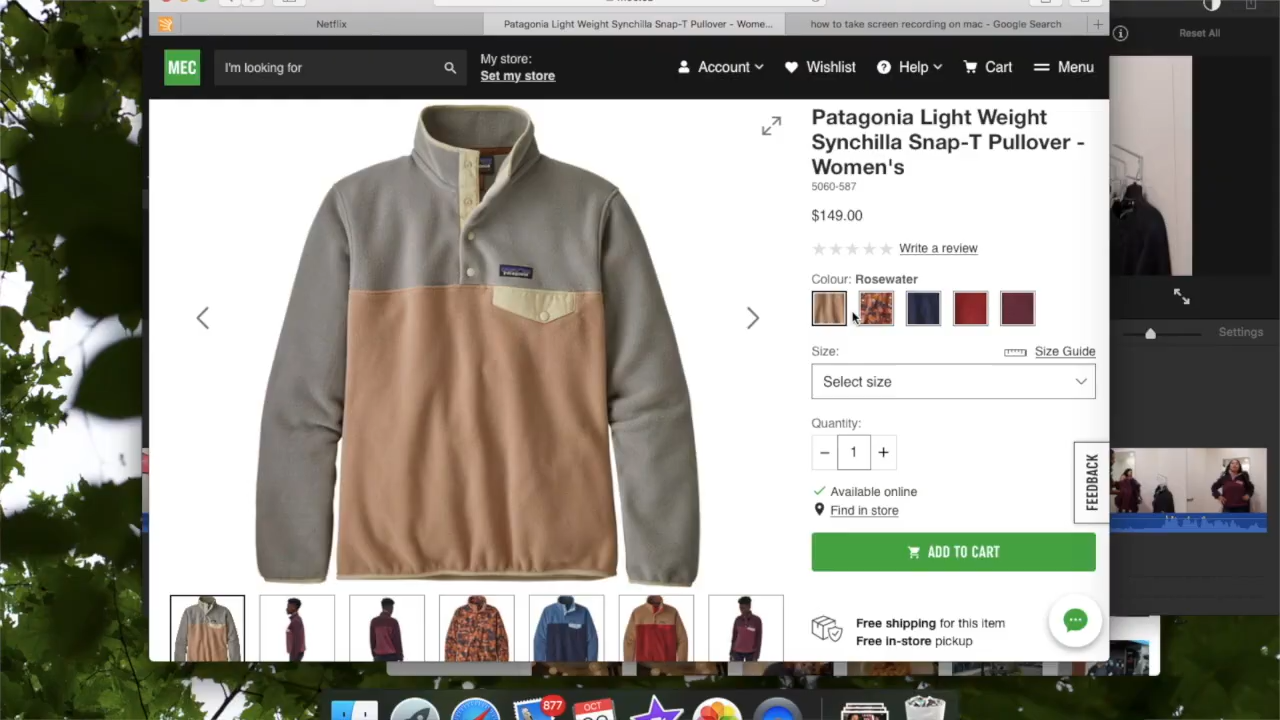 Netflix
Patagonia Light Weight Synchilla Snap-T Pullover - Wome...
how to take screen recording on mac - Google Search
Reset All
MEC
I'm looking for
My store:
Set my store
Account
Wishlist
Help
Cart
Menu
Patagonia Light Weight
Synchilla Snap-T Pullover -
Women's
5060-587
$149.00
Write a review
Colour: Rosewater
patagonia
Size:
Size Guide
Select size
Settings
Quantity:
1
FEEDBACK
Available online
Find in store
ADD TO CART
Free shipping for this item
Free in-store pickup
877
OCT